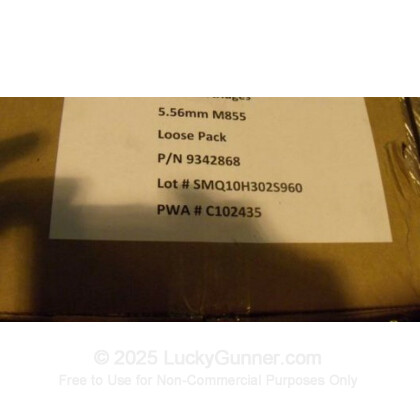 5.56mm M855
Loose Pack
P/N 9342868
Lot # SMQ10H302S960
PWA # C102435
© 2025 LuckyGunner.com
Free to Use for Non-Commercial Purposes Only